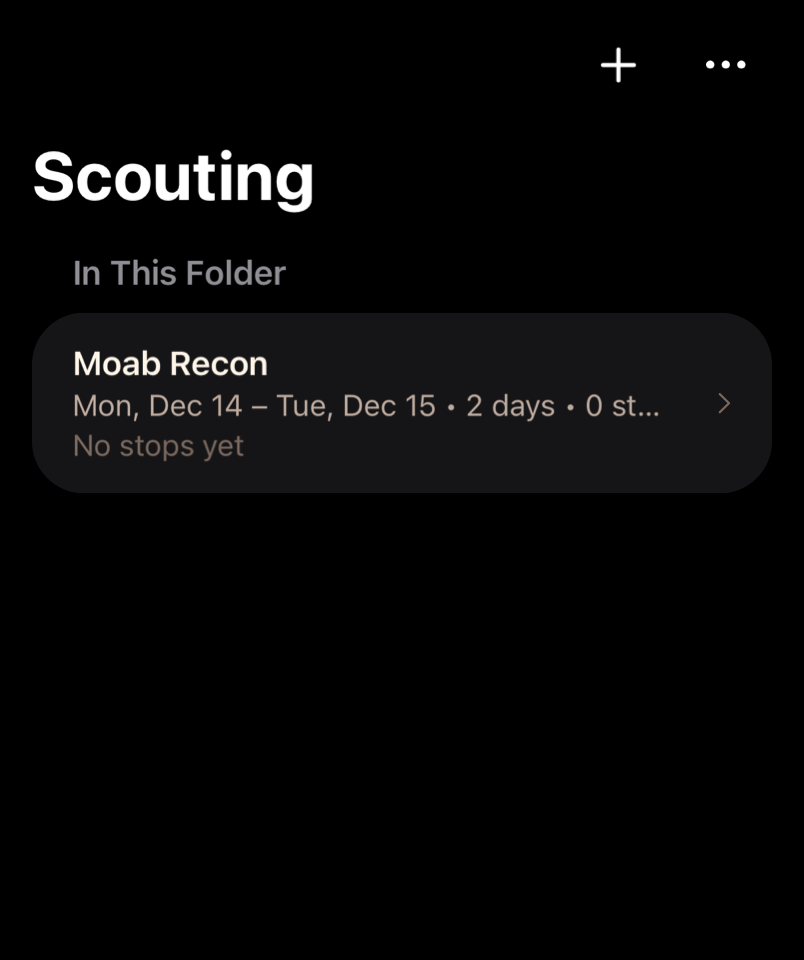 Scouting
In This Folder
Moab Recon
Mon, Dec 14 – Tue, Dec 15 • 2 days • 0 st...
No stops yet